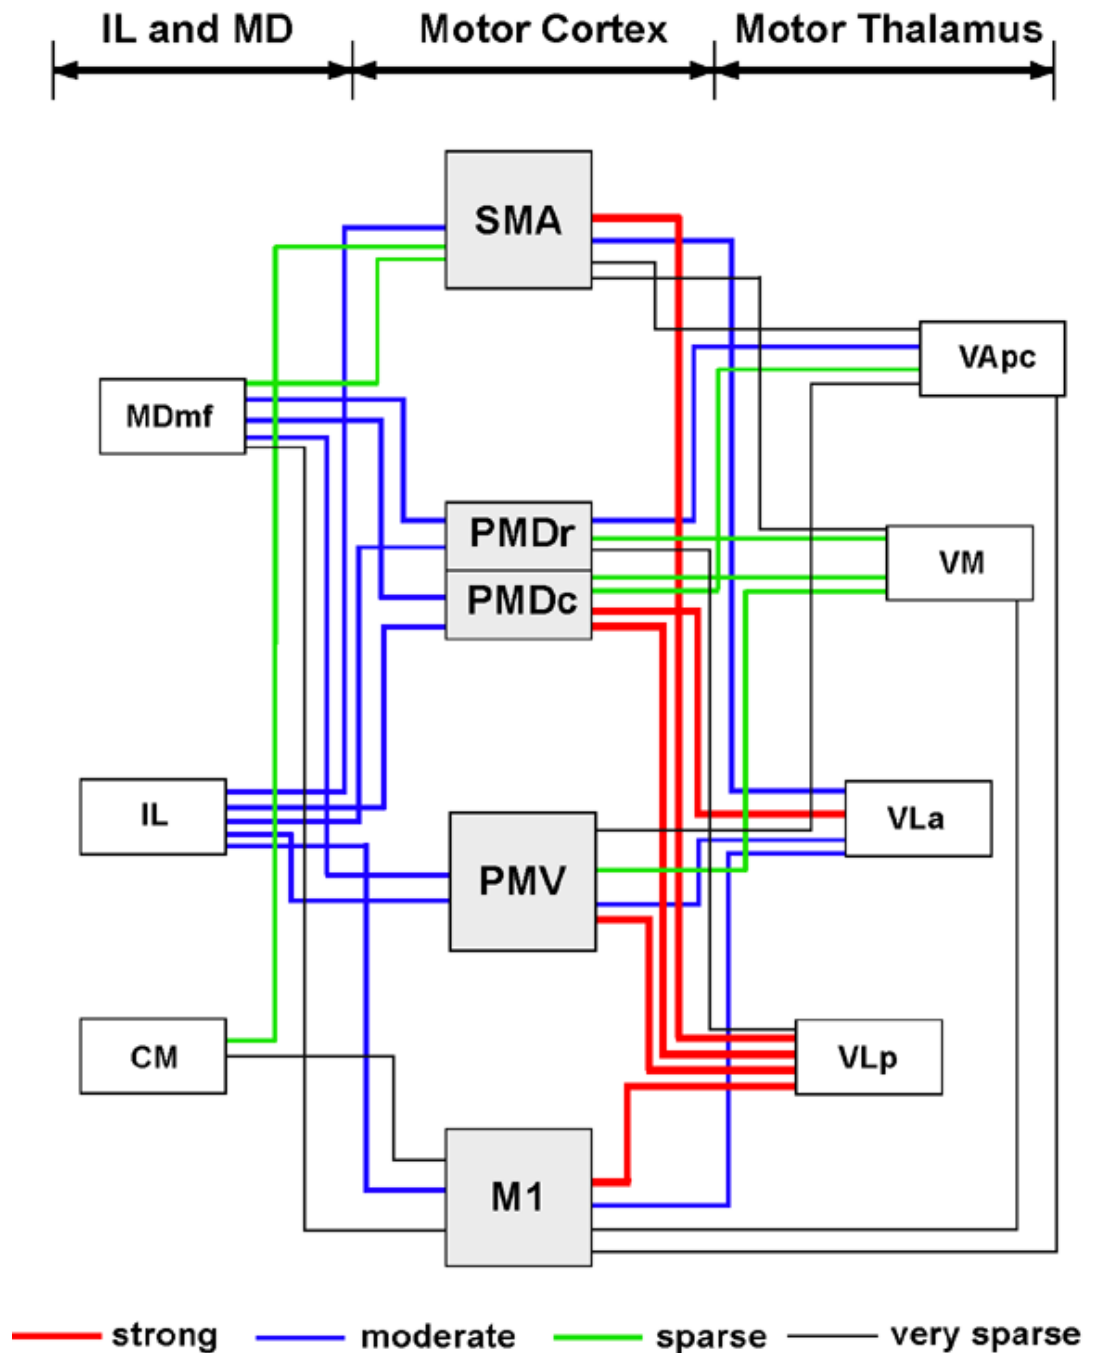 IL and MD Motor Cortex Motor Thalamus
SMA
VApc
MDmf
PMDr
VM
PMDc
IL
VLa
PMV
CM
VLp
M1
strong moderate sparse very sparse